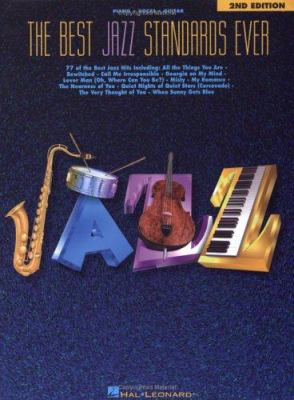 PIANO • VOCAL • GUITAR
2ND EDITION
THE BEST JAZZ STANDARDS EVER
77 of the Best Jazz Hits Including: All the Things You Are -
Bewitched - Call Me Irresponsible - Georgia on My Mind -
Lover Man (Oh, Where Can You Be?) - Misty - My Romance -
The Nearness of You - Quiet Nights of Quiet Stars (Corcovado) -
The Very Thought of You - When Sunny Gets Blue
JAZZ
HAL•LEONARD